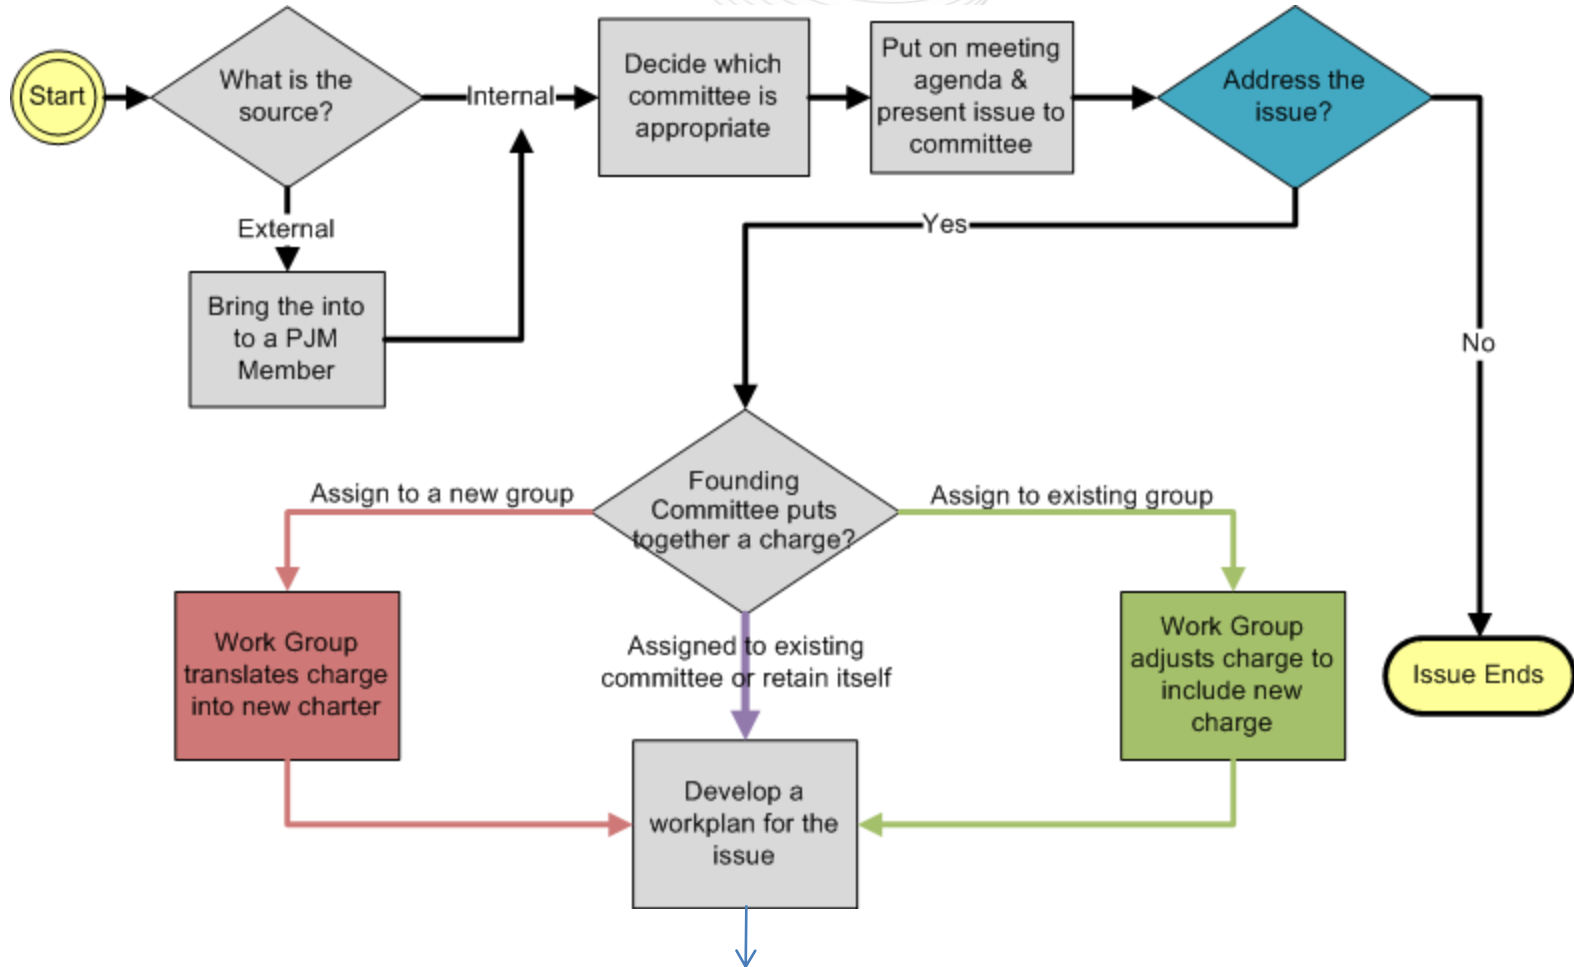 Start
What is the
source?
Internal
Decide which
committee is
appropriate
Put on meeting
agenda &
present issue to
committee
Address the
issue?
External
Yes
Bring the into
to a PJM
Member
No
Founding
Committee puts
together a charge?
Assign to a new group
Assign to existing group
Work Group
translates charge
into new charter
Assigned to existing
committee or retain itself
Work Group
adjusts charge to
include new
charge
Issue Ends
Develop a
workplan for the
issue